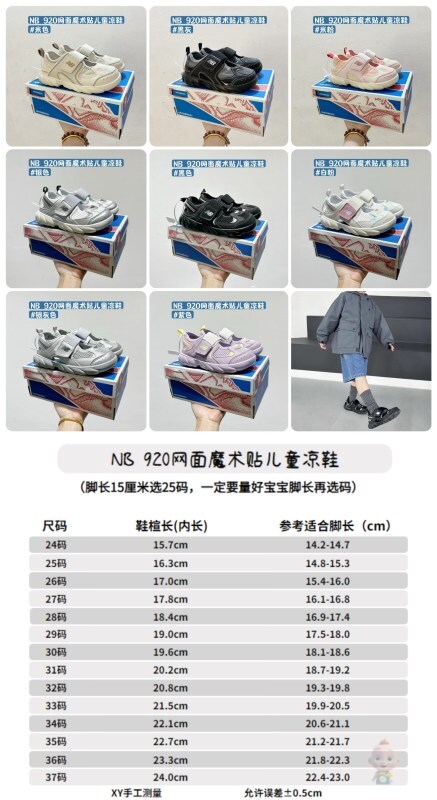 NB 920网面魔术贴儿童凉鞋
#米色
NB 920网面魔术贴儿童凉鞋
#黑灰
NB 920网面魔术贴儿童凉鞋
#米粉
NB 920网面魔术贴儿童凉鞋
#银色
NB 920网面魔术贴儿童凉鞋
#黑色
NB 920网面魔术贴儿童凉鞋
#白粉
NB 920网面魔术贴儿童凉鞋
#银灰色
NB 920网面魔术贴儿童凉鞋
#紫色
NB 920网面魔术贴儿童凉鞋
（脚长15厘米选25码，一定要量好宝宝脚长再选码）
尺码 鞋楦长(内长) 参考适合脚长（cm）
24码 15.7cm 14.2-14.7
25码 16.3cm 14.8-15.3
26码 17.0cm 15.4-16.0
27码 17.8cm 16.1-16.8
28码 18.4cm 16.9-17.4
29码 19.0cm 17.5-18.0
30码 19.6cm 18.1-18.6
31码 20.2cm 18.7-19.2
32码 20.8cm 19.3-19.8
33码 21.5cm 19.9-20.5
34码 22.1cm 20.6-21.1
35码 22.7cm 21.2-21.7
36码 23.3cm 21.8-22.3
37码 24.0cm 22.4-23.0
XY手工测量 允许误差±0.5cm